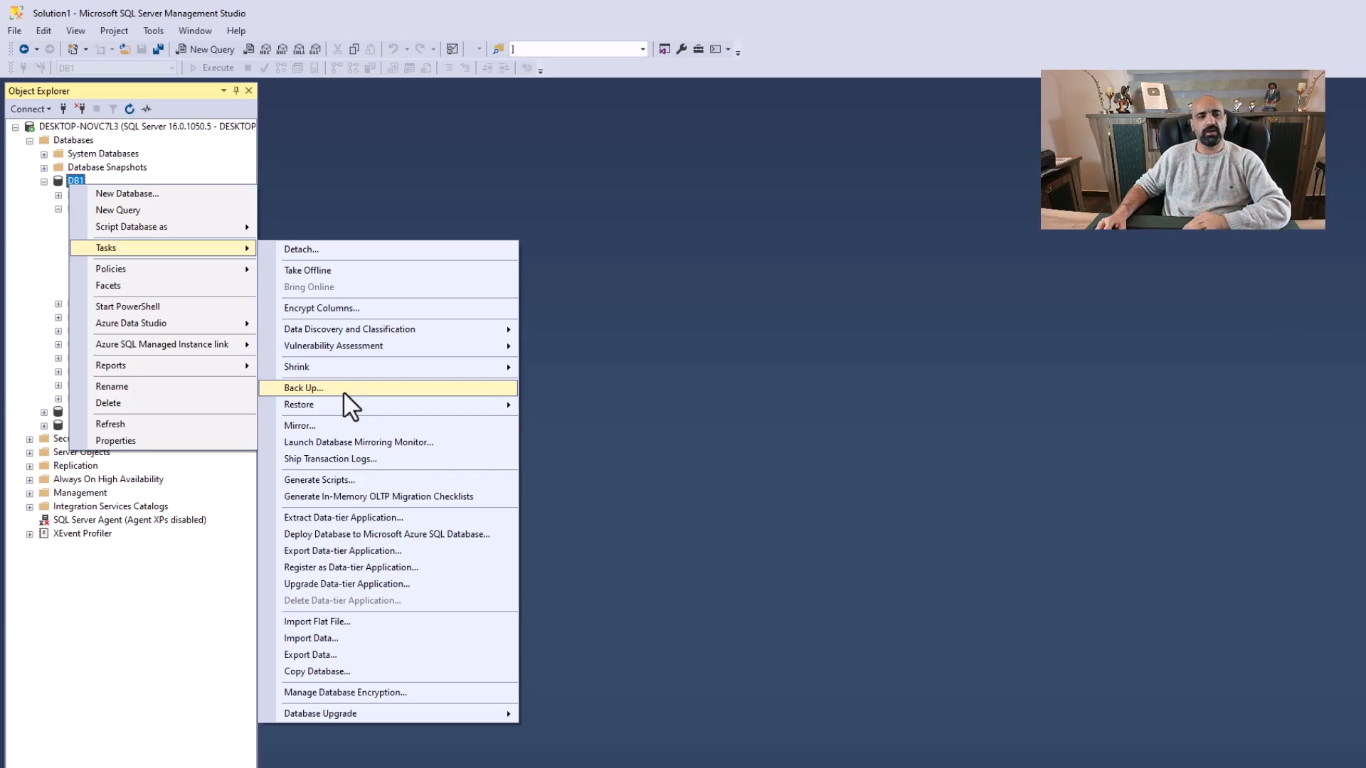 Solution1 - Microsoft SQL Server Management Studio
File Edit View Project Tools Window Help
New Query
]
DB1 Execute
Object Explorer
Connect
DESKTOP-NOVC7L3 (SQL Server 16.0.1050.5 - DESKTOP
Databases
System Databases
Database Snapshots
DB1
New Database...
New Query
Script Database as
Tasks
Policies
Facets
Start PowerShell
Azure Data Studio
Azure SQL Managed Instance link
Reports
Rename
Delete
Refresh
Properties
Detach...
Take Offline
Bring Online
Encrypt Columns...
Data Discovery and Classification
Vulnerability Assessment
Shrink
Back Up...
Restore
Mirror...
Launch Database Mirroring Monitor...
Ship Transaction Logs...
Generate Scripts...
Generate In-Memory OLTP Migration Checklists
Extract Data-tier Application...
Deploy Database to Microsoft Azure SQL Database...
Export Data-tier Application...
Register as Data-tier Application...
Upgrade Data-tier Application...
Delete Data-tier Application...
Import Flat File...
Import Data...
Export Data...
Copy Database...
Manage Database Encryption...
Database Upgrade
Server Objects
Replication
Always On High Availability
Management
Integration Services Catalogs
SQL Server Agent (Agent XPs disabled)
XEvent Profiler